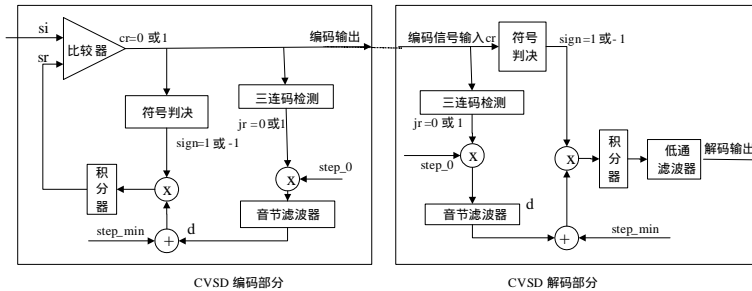 si
比较器
cr=0 或1
sr
编码输出
符号判决
三连码检测
sign=1 或 -1
jr =0或1
积分器
x
x
step_0
音节滤波器
step_min
+
d
CVSD 编码部分
编码信号输入cr
符号判决
sign=1 或- 1
三连码检测
jr =0 或 1
step_0
x
x
积分器
低通滤波器
解码输出
音节滤波器
d
+
step_min
CVSD 解码部分